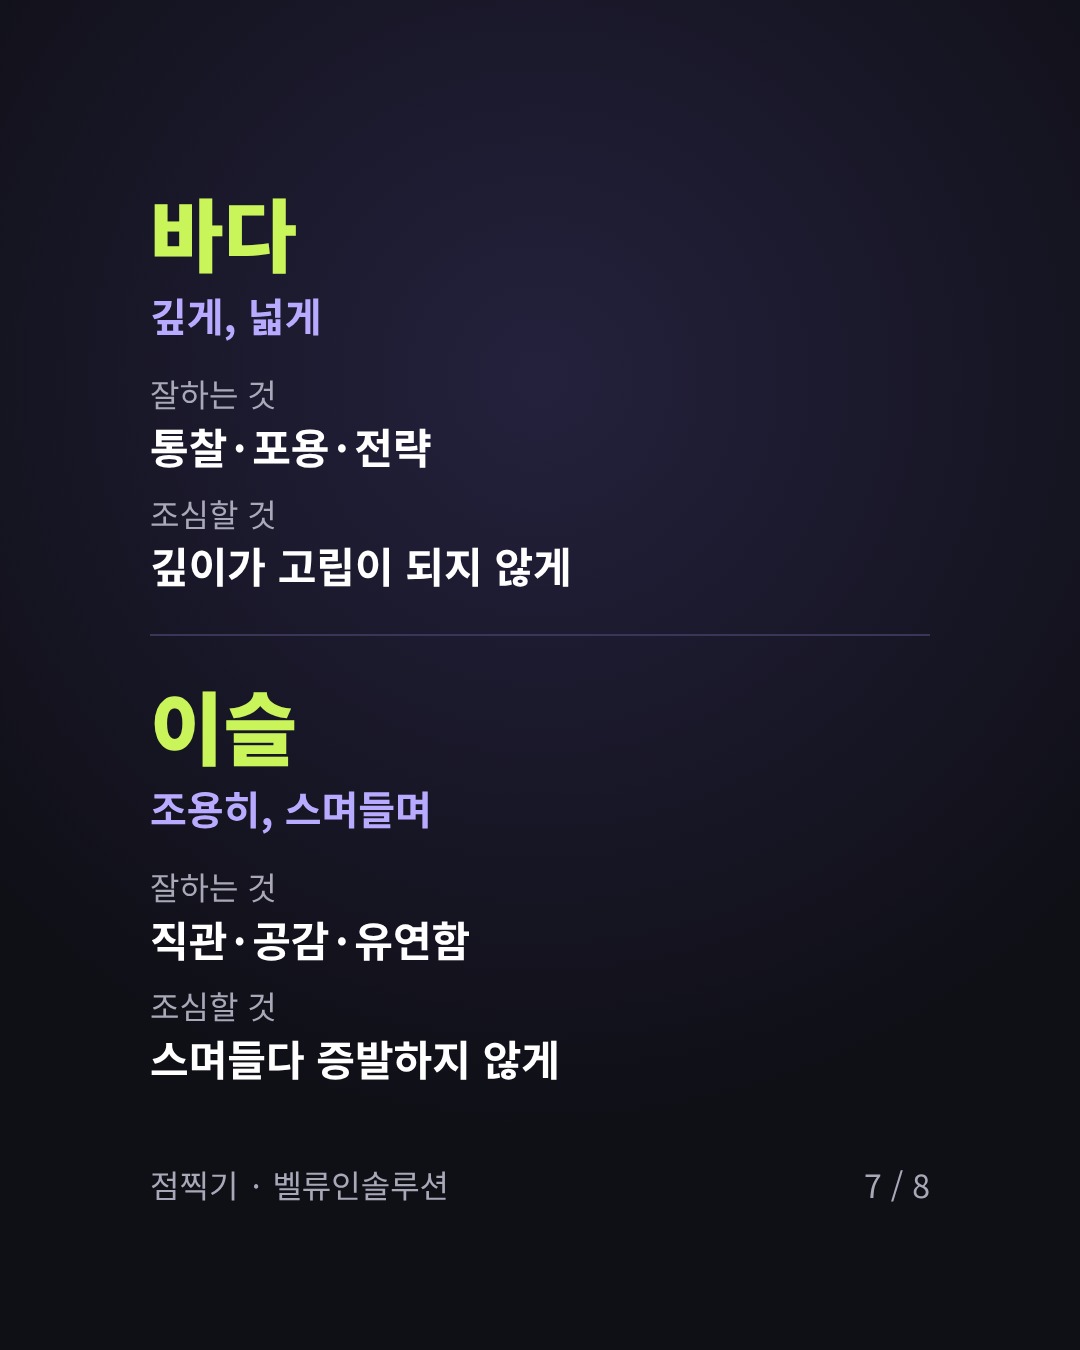 바다
깊게, 넓게
잘하는 것
통찰·포용·전략
조심할 것
깊이가 고립이 되지 않게
이슬
조용히, 스며들며
잘하는 것
직관·공감·유연함
조심할 것
스며들다 증발하지 않게
점찍기 · 벨류인솔루션
7 / 8